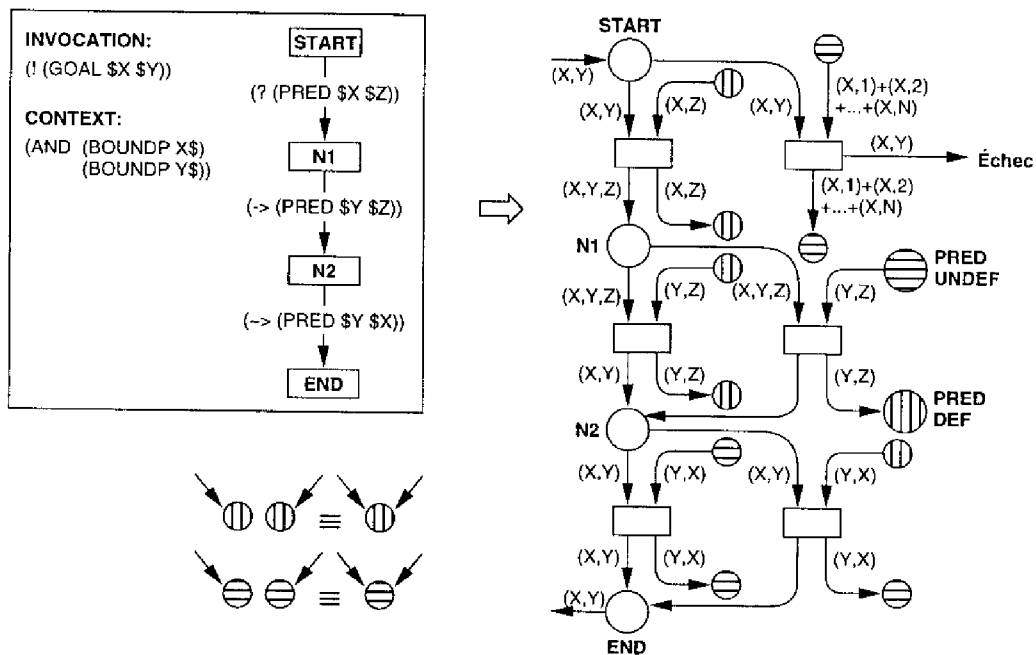 INVOCATION:
(! (GOAL $X $Y))
CONTEXT:
(AND (BOUNDP X$)
(BOUNDP Y$))
START
(? (PRED $X $Z))
N1
(-> (PRED $Y $Z))
N2
(~> (PRED $Y $X))
END
START
(X,Y)
(X,Y)
(X,Z)
(X,Y)
(X,1)+(X,2)
+...+(X,N)
(X,Y)
Échec
(X,Y,Z)
(X,Z)
(X,1)+(X,2)
+...+(X,N)
N1
PRED
UNDEF
(X,Y,Z)
(Y,Z)
(X,Y,Z)
(Y,Z)
(X,Y)
(Y,Z)
(Y,Z)
PRED
DEF
N2
(X,Y)
(Y,X)
(X,Y)
(Y,X)
(X,Y)
(Y,X)
(Y,X)
(X,Y)
END
≡
≡